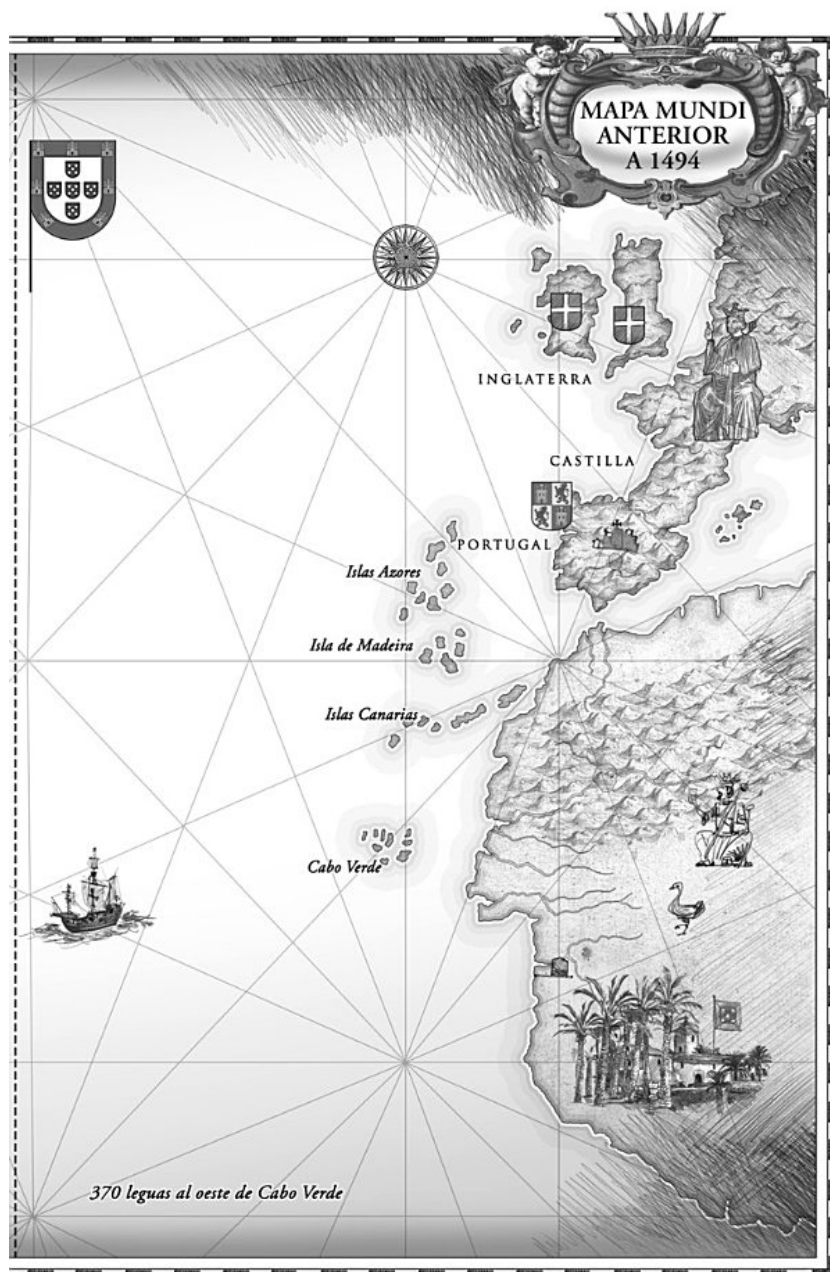 MAPA MUNDI
ANTERIOR
A 1494
INGLATERRA
CASTILLA
PORTUGAL
Islas Azores
Isla de Madeira
Islas Canarias
Cabo Verde
370 leguas al oeste de Cabo Verde